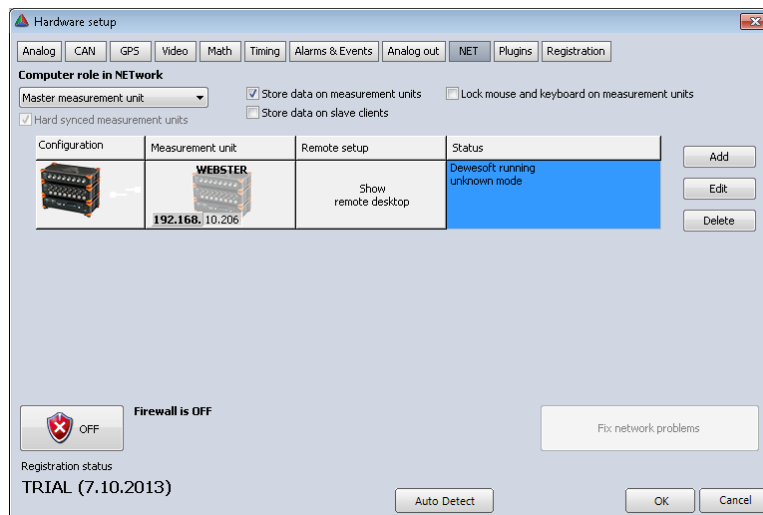 Hardware setup
Analog CAN GPS Video Math Timing Alarms & Events Analog out NET Plugins Registration
Computer role in NETwork
Master measurement unit
Store data on measurement units
Lock mouse and keyboard on measurement units
Hard synced measurement units
Store data on slave clients
Configuration Measurement unit Remote setup Status
WEBSTER
192.168. 10.206
Show
remote desktop
Dewesoft running
unknown mode
Add
Edit
Delete
OFF
Firewall is OFF
Fix network problems
Registration status
TRIAL (7.10.2013)
Auto Detect
OK
Cancel